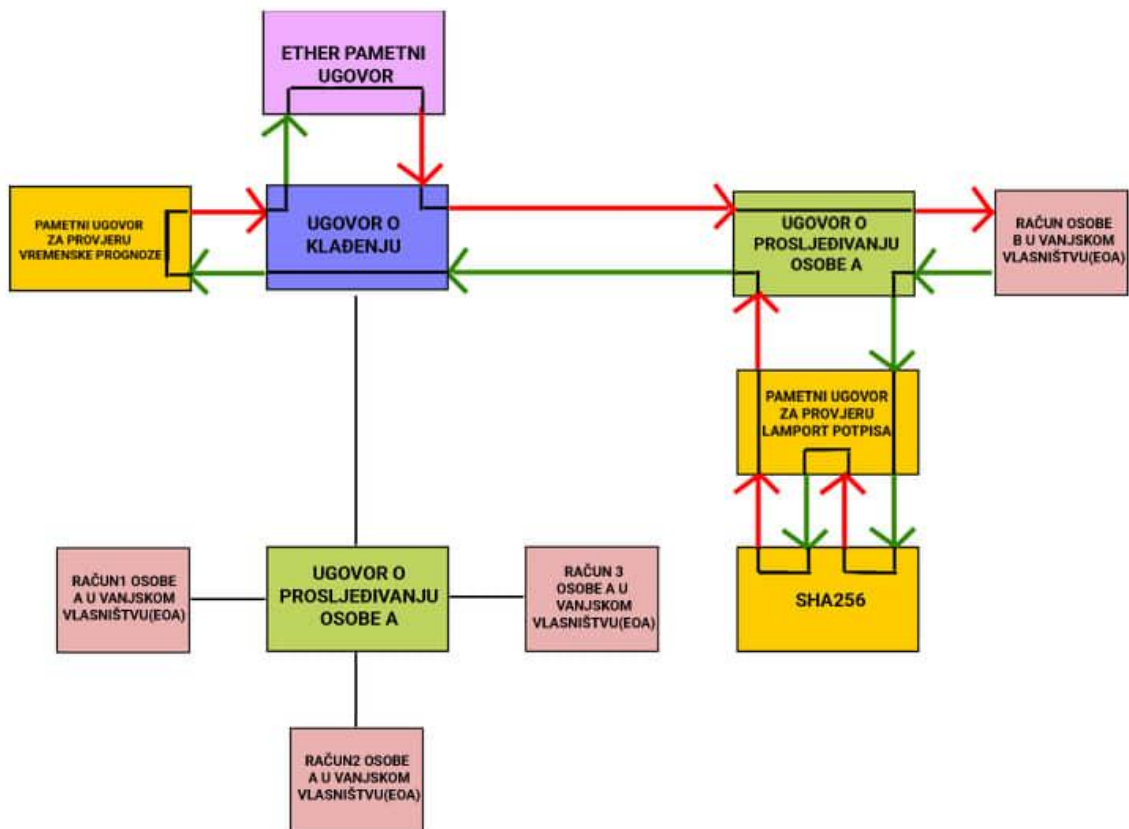 ETHER PAMETNI
UGOVOR
PAMETNI UGOVOR
ZA PROVJERU
VREMENSKE PROGNOZE
UGOVOR O
KLAĐENJU
UGOVOR O
PROSLJEĐIVANJU
OSOBE A
RAČUN OSOBE
B U VANJSKOM
VLASNIŠTVU(EOA)
PAMETNI UGOVOR
ZA PROVJERU
LAMPORT POTPISA
RAČUN1 OSOBE
A U VANJSKOM
VLASNIŠTVU(EOA)
UGOVOR O
PROSLJEĐIVANJU
OSOBE A
RAČUN 3
OSOBE A U
VANJSKOM
VLASNIŠTVU(EOA)
SHA256
RAČUN2 OSOBE
A U VANJSKOM
VLASNIŠTVU(EOA)